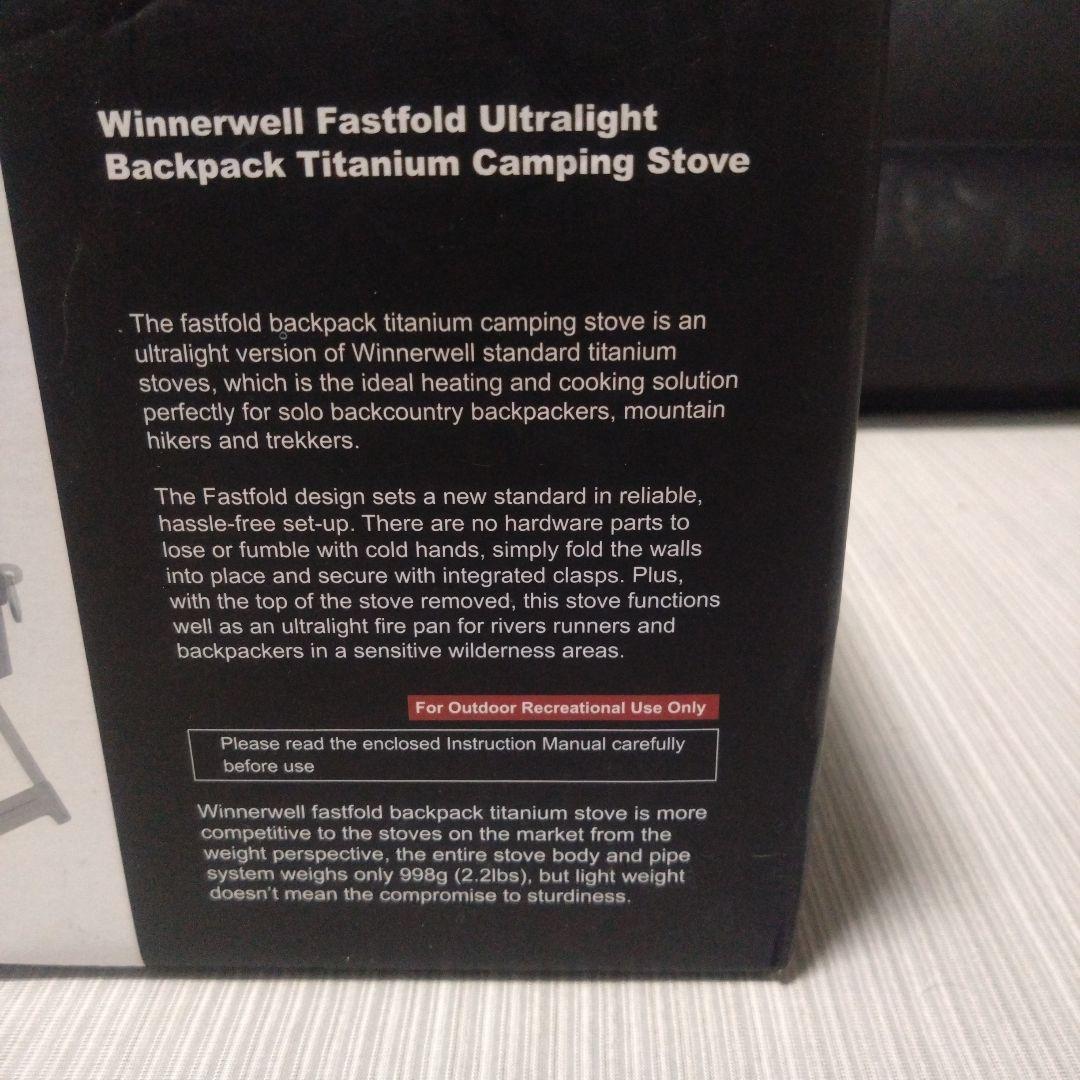 Winnerwell Fastfold Ultralight
Backpack Titanium Camping Stove
The fastfold backpack titanium camping stove is an
ultralight version of Winnerwell standard titanium
stoves, which is the ideal heating and cooking solution
perfectly for solo backcountry backpackers, mountain
hikers and trekkers.
The Fastfold design sets a new standard in reliable,
hassle-free set-up. There are no hardware parts to
lose or fumble with cold hands, simply fold the walls
into place and secure with integrated clasps. Plus,
with the top of the stove removed, this stove functions
well as an ultralight fire pan for rivers runners and
backpackers in a sensitive wilderness areas.
For Outdoor Recreational Use Only
Please read the enclosed Instruction Manual carefully
before use
Winnerwell fastfold backpack titanium stove is more
competitive to the stoves on the market from the
weight perspective, the entire stove body and pipe
system weighs only 998g (2.2lbs), but light weight
doesn't mean the compromise to sturdiness.